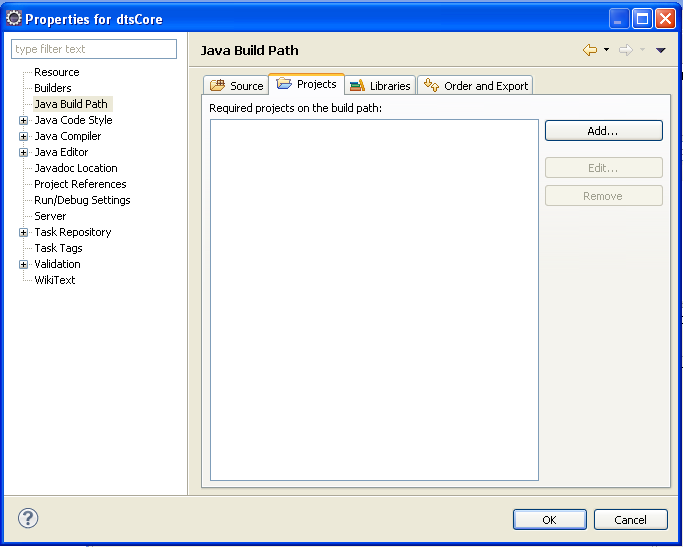 Properties for dtsCore
type filter text
Resource
Builders
Java Build Path
Java Code Style
Java Compiler
Java Editor
Javadoc Location
Project References
Run/Debug Settings
Server
Task Repository
Task Tags
Validation
WikiText
Java Build Path
Source Projects Libraries Order and Export
Required projects on the build path:
Add...
Edit...
Remove
?
OK Cancel